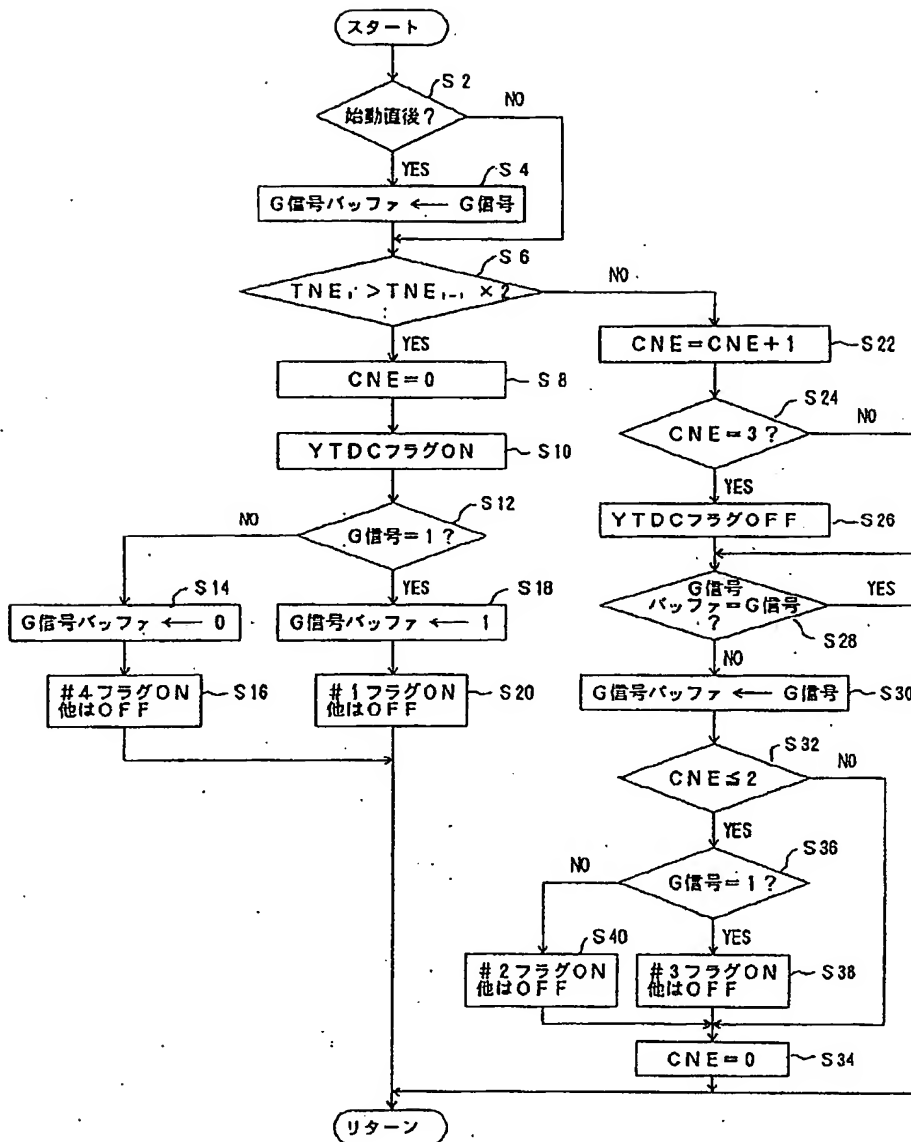 スタート
S2
始動直後?
NO
YES
S4
G信号バッファ ← G信号
S6
TNEᵢ > TNEᵢ₋₁ × 2
NO
YES
CNE=0
S8
YTDCフラグON
S10
S12
G信号=1?
NO
YES
S14
G信号バッファ ← 0
#4フラグON
他はOFF
S16
S18
G信号バッファ ← 1
#1フラグON
他はOFF
S20
CNE=CNE+1
S22
S24
CNE=3?
NO
YES
YTDCフラグOFF
S26
G信号
バッファ=G信号
?
YES
S28
NO
G信号バッファ ← G信号
S30
S32
CNE≤2
NO
YES
S36
G信号=1?
NO
YES
S40
#2フラグON
他はOFF
#3フラグON
他はOFF
S38
CNE=0
S34
リターン